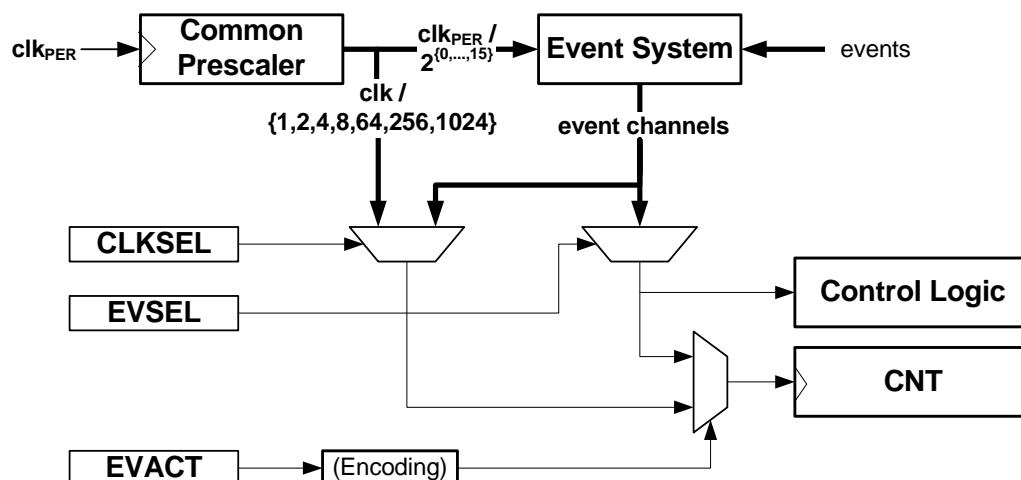 clkPER
Common
Prescaler
clkPER /
2{0,...,15}
Event System
events
clk /
{1,2,4,8,64,256,1024}
event channels
CLKSEL
EVSEL
Control Logic
CNT
EVACT
(Encoding)